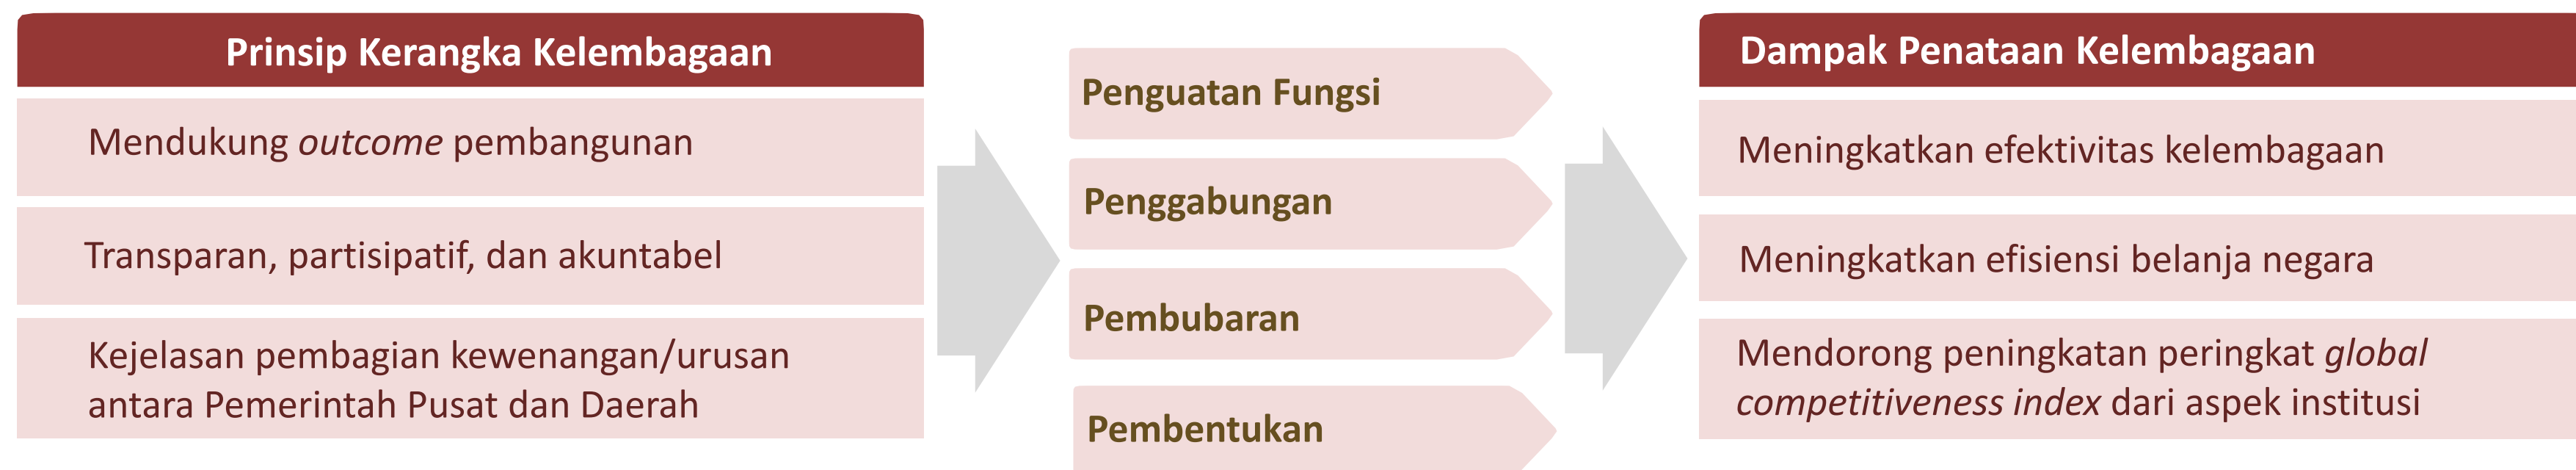 Prinsip Kerangka Kelembagaan
Mendukung outcome pembangunan
Transparan, partisipatif, dan akuntabel
Kejelasan pembagian kewenangan/urusan
antara Pemerintah Pusat dan Daerah
Penguatan Fungsi
Penggabungan
Pembubaran
Pembentukan
Dampak Penataan Kelembagaan
Meningkatkan efektivitas kelembagaan
Meningkatkan efisiensi belanja negara
Mendorong peningkatan peringkat global
competitiveness index dari aspek institusi